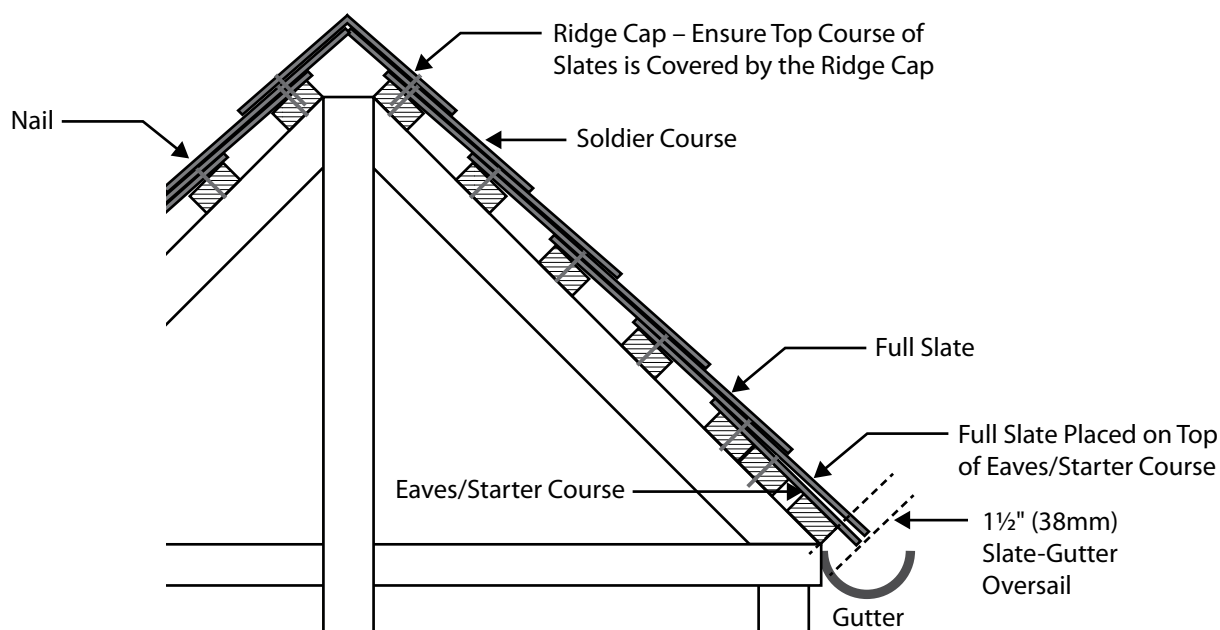 Ridge Cap – Ensure Top Course of
Slates is Covered by the Ridge Cap
Nail
Soldier Course
Full Slate
Full Slate Placed on Top
of Eaves/Starter Course
Eaves/Starter Course
1½" (38mm)
Slate-Gutter
Oversail
Gutter